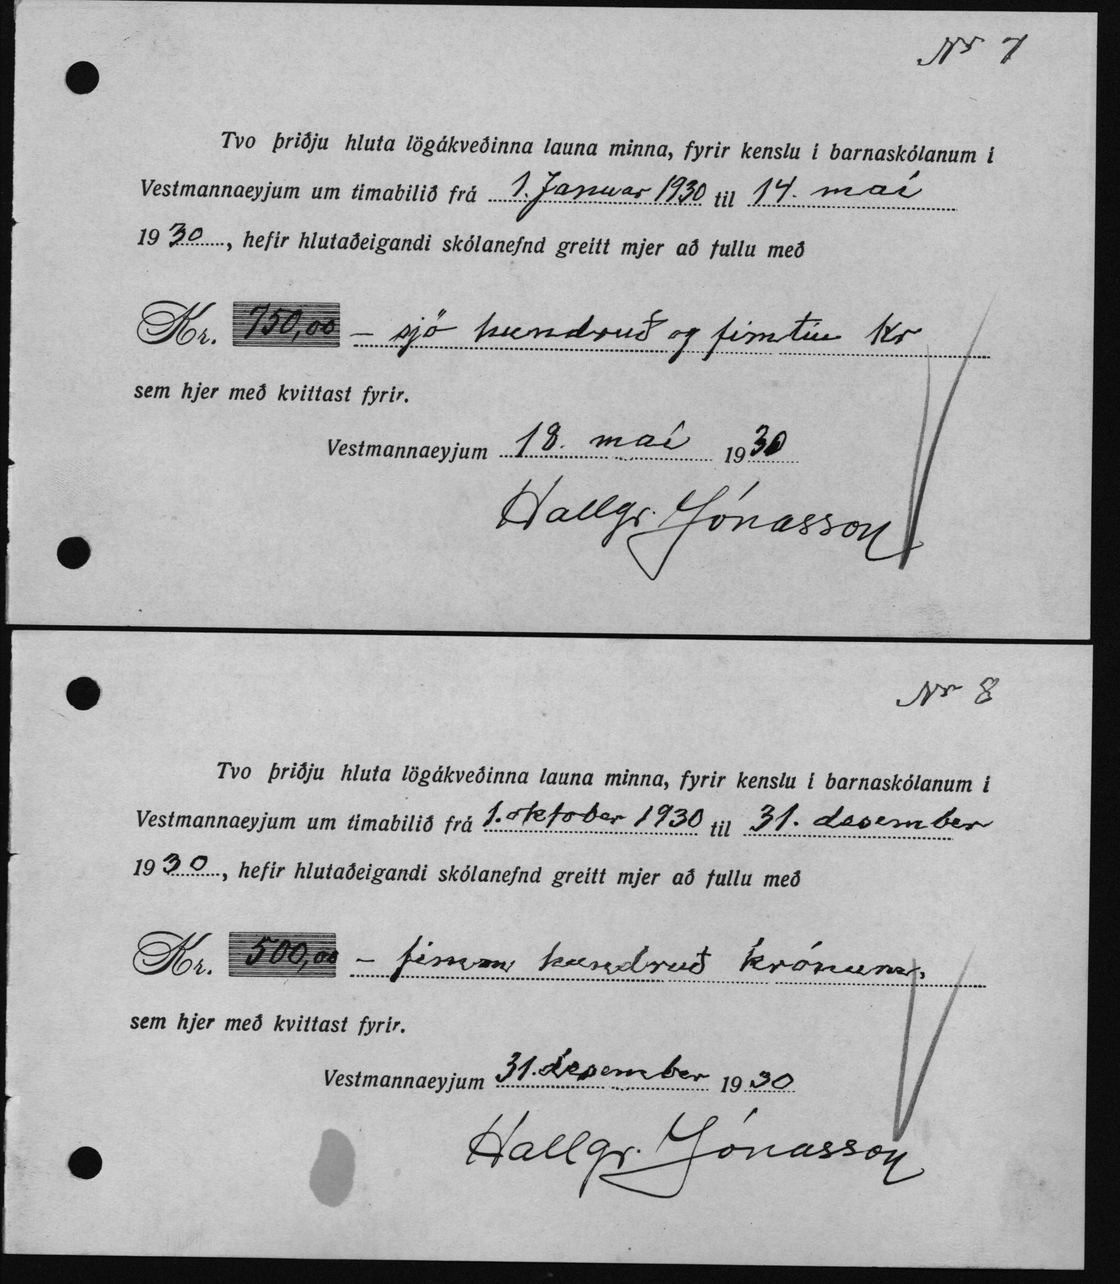 Nr 7
Tvo þriðju hluta lögákveðinna launa minna, fyrir kenslu í barnaskólanum í
Vestmannaeyjum um tímabilið frá 1. Januar 1930 til 14. maí
1930, hefir hlutaðeigandi skólanefnd greitt mjer að fullu með
Kr. 750,00 – sjö hundruð og fimtíu kr
sem hjer með kvittast fyrir.
Vestmannaeyjum 18. maí 1930
Hallgr. Jónasson
Nr 8
Tvo þriðju hluta lögákveðinna launa minna, fyrir kenslu í barnaskólanum í
Vestmannaeyjum um tímabilið frá 1. oktober 1930 til 31. desember
1930, hefir hlutaðeigandi skólanefnd greitt mjer að fullu með
Kr. 500,00 – fimm hundruð krónum.
sem hjer með kvittast fyrir.
Vestmannaeyjum 31. desember 1930
Hallgr. Jónasson